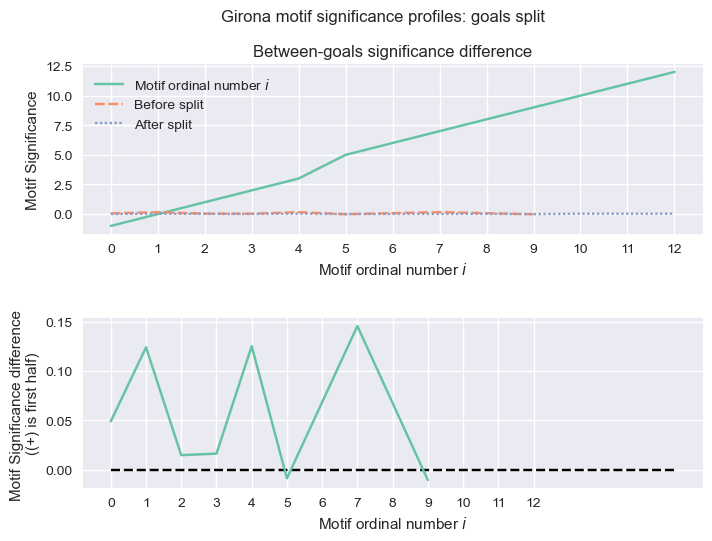 Girona motif significance profiles: goals split
Between-goals significance difference
12.5
10.0
7.5
5.0
2.5
0.0
Motif Significance
Motif ordinal number i
Before split
After split
0 1 2 3 4 5 6 7 8 9 10 11 12
Motif ordinal number i
0.15
0.10
0.05
0.00
Motif Significance difference
((+) is first half)
0 1 2 3 4 5 6 7 8 9 10 11 12
Motif ordinal number i